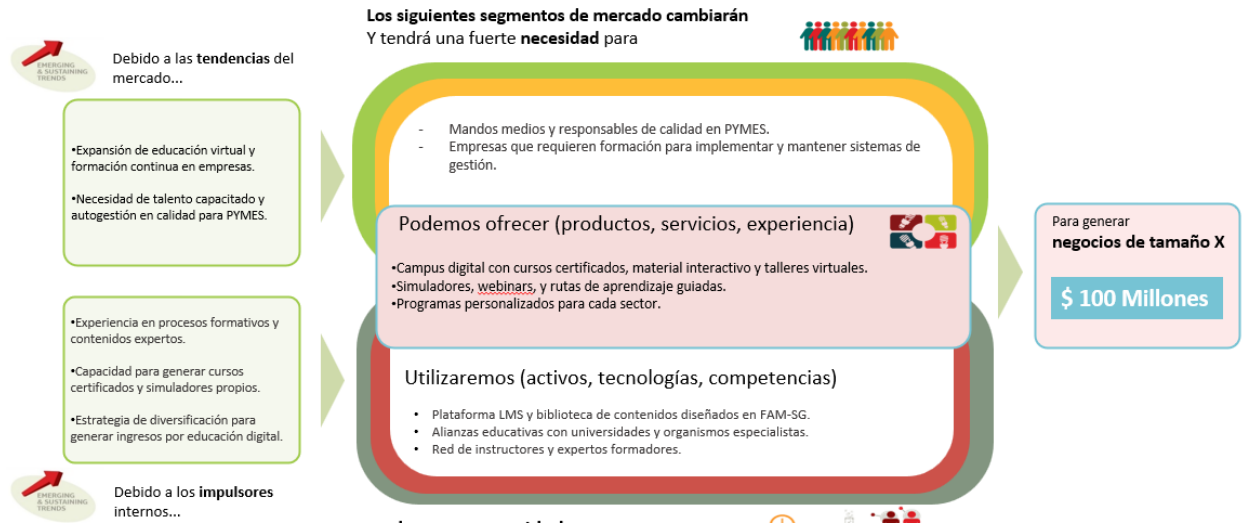 Los siguientes segmentos de mercado cambiarán
Y tendrá una fuerte necesidad para
EMERGING
& SUSTAINING
TRENDS
Debido a las tendencias del
mercado...
•Expansión de educación virtual y
formación continua en empresas.
•Necesidad de talento capacitado y
autogestión en calidad para PYMES.
- Mandos medios y responsables de calidad en PYMES.
- Empresas que requieren formación para implementar y mantener sistemas de
gestión.
Podemos ofrecer (productos, servicios, experiencia)
•Campus digital con cursos certificados, material interactivo y talleres virtuales.
•Simuladores, webinars, y rutas de aprendizaje guiadas.
•Programas personalizados para cada sector.
Para generar
negocios de tamaño X
$ 100 Millones
•Experiencia en procesos formativos y
contenidos expertos.
•Capacidad para generar cursos
certificados y simuladores propios.
•Estrategia de diversificación para
generar ingresos por educación digital.
Utilizaremos (activos, tecnologías, competencias)
• Plataforma LMS y biblioteca de contenidos diseñados en FAM-SG.
• Alianzas educativas con universidades y organismos especialistas.
• Red de instructores y expertos formadores.
EMERGING
& SUSTAINING
TRENDS
Debido a los impulsores
internos...